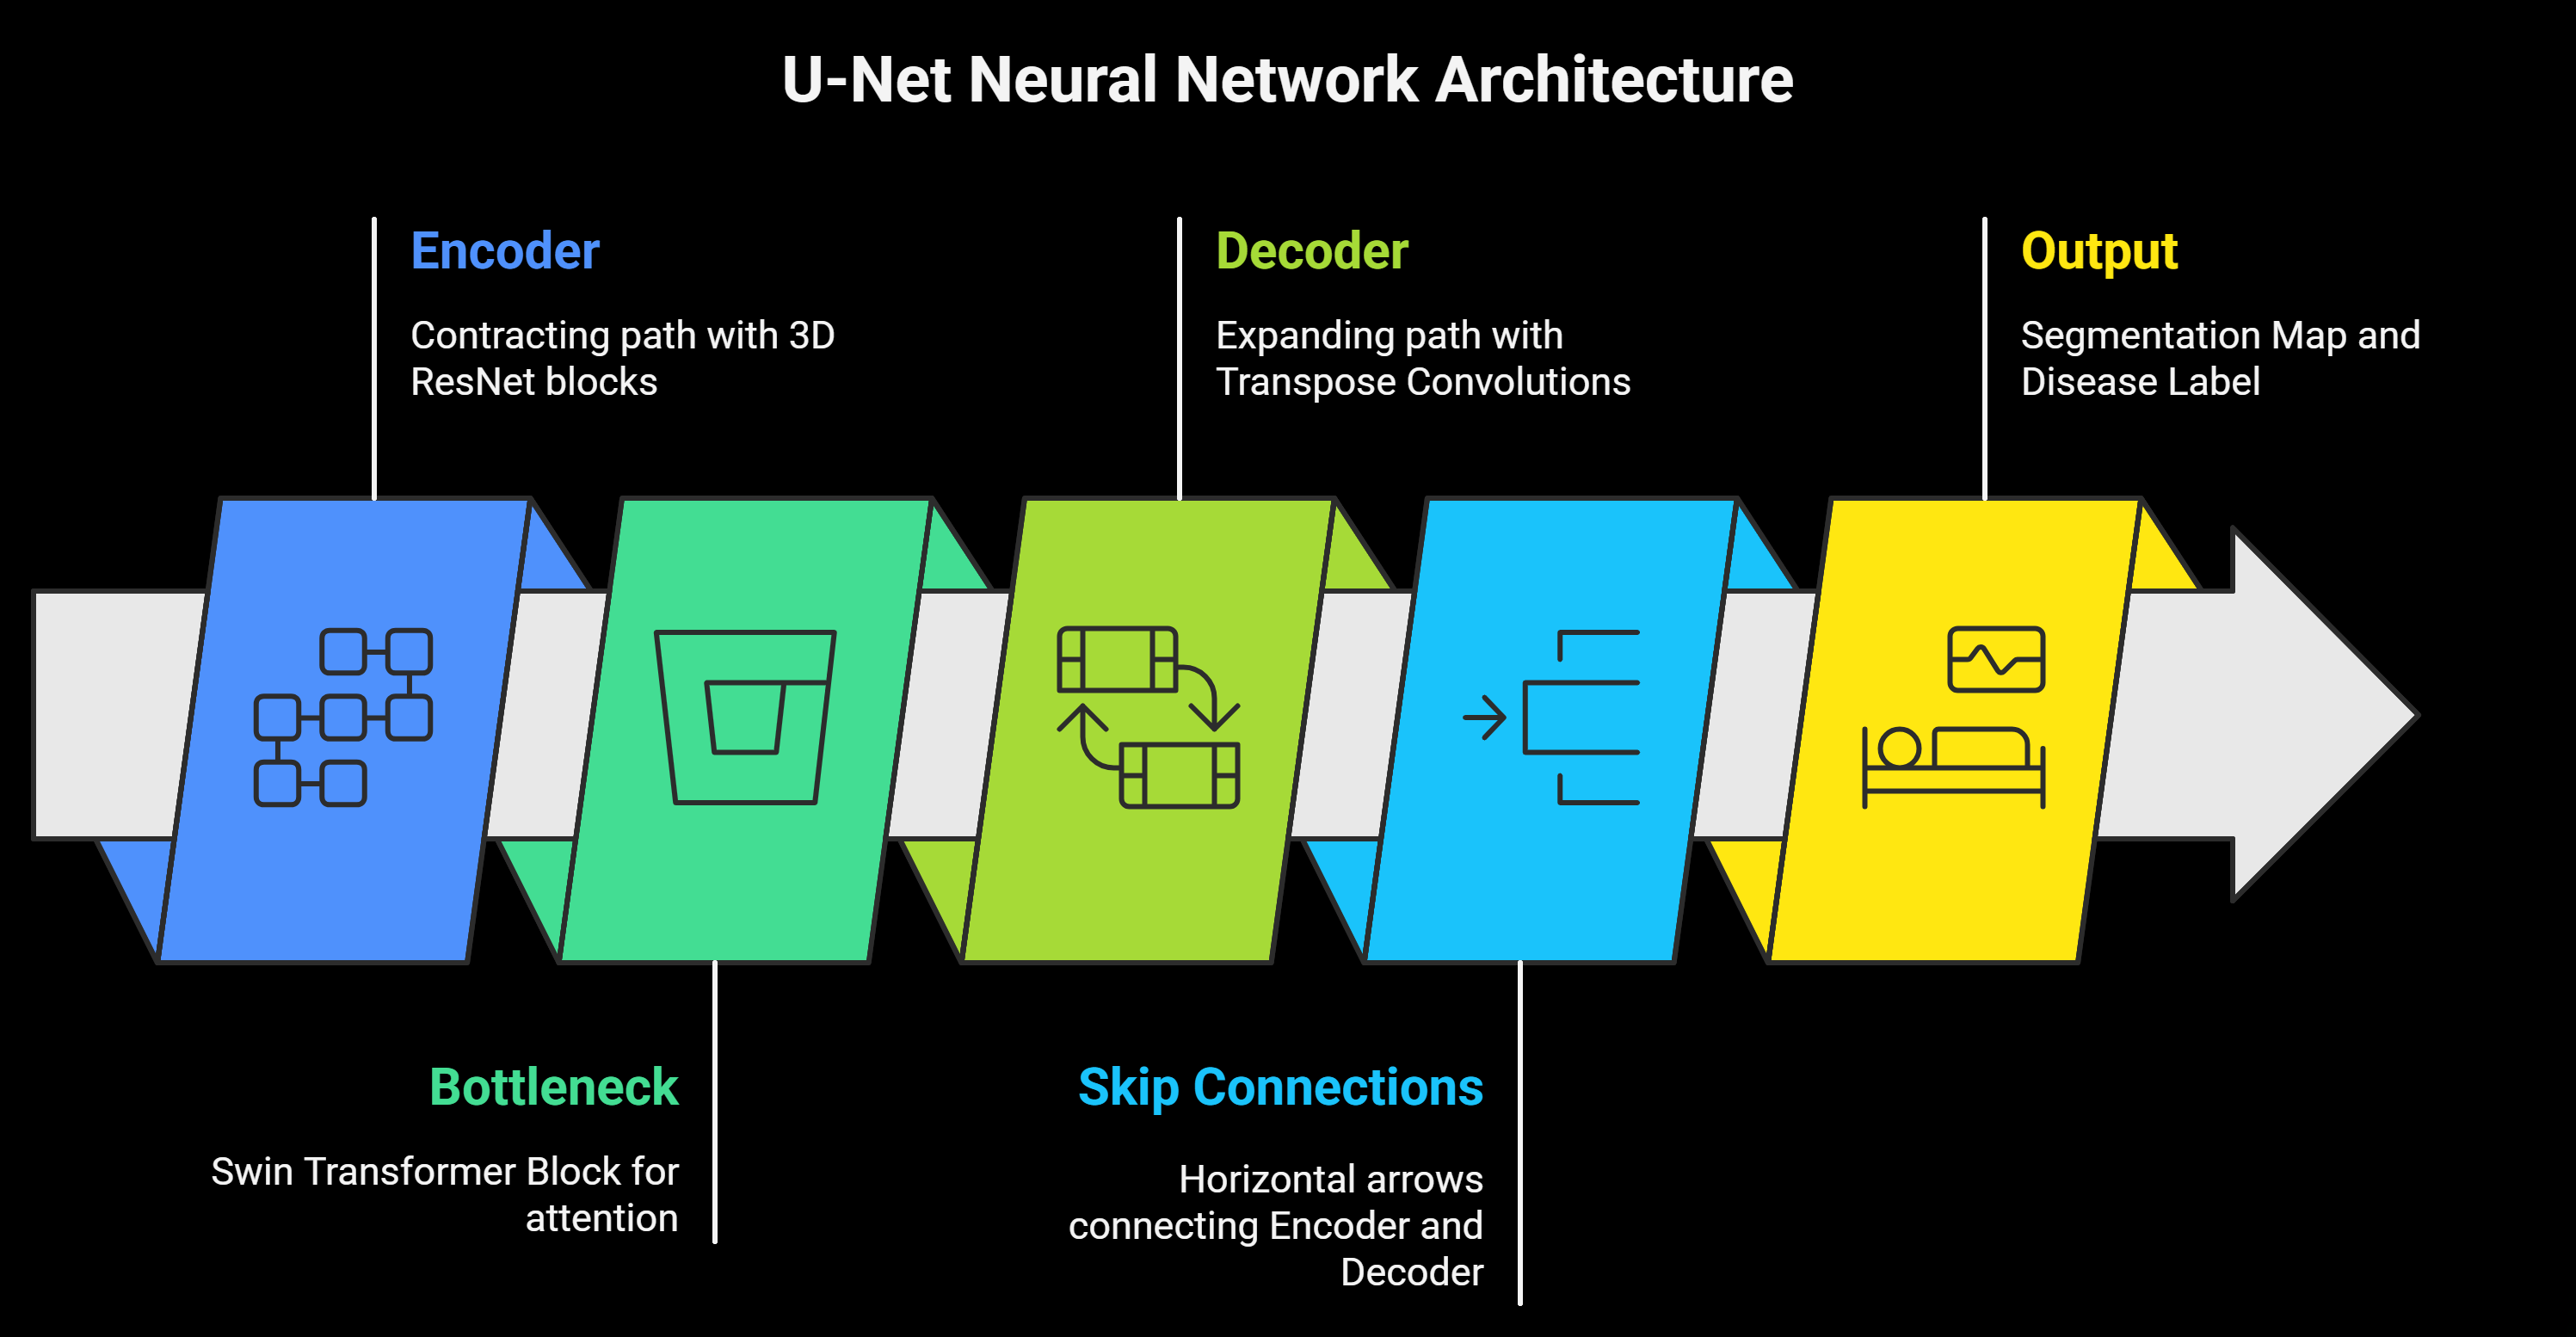 U-Net Neural Network Architecture
Encoder
Contracting path with 3D
ResNet blocks
Decoder
Expanding path with
Transpose Convolutions
Output
Segmentation Map and
Disease Label
Bottleneck
Swin Transformer Block for
attention
Skip Connections
Horizontal arrows
connecting Encoder and
Decoder